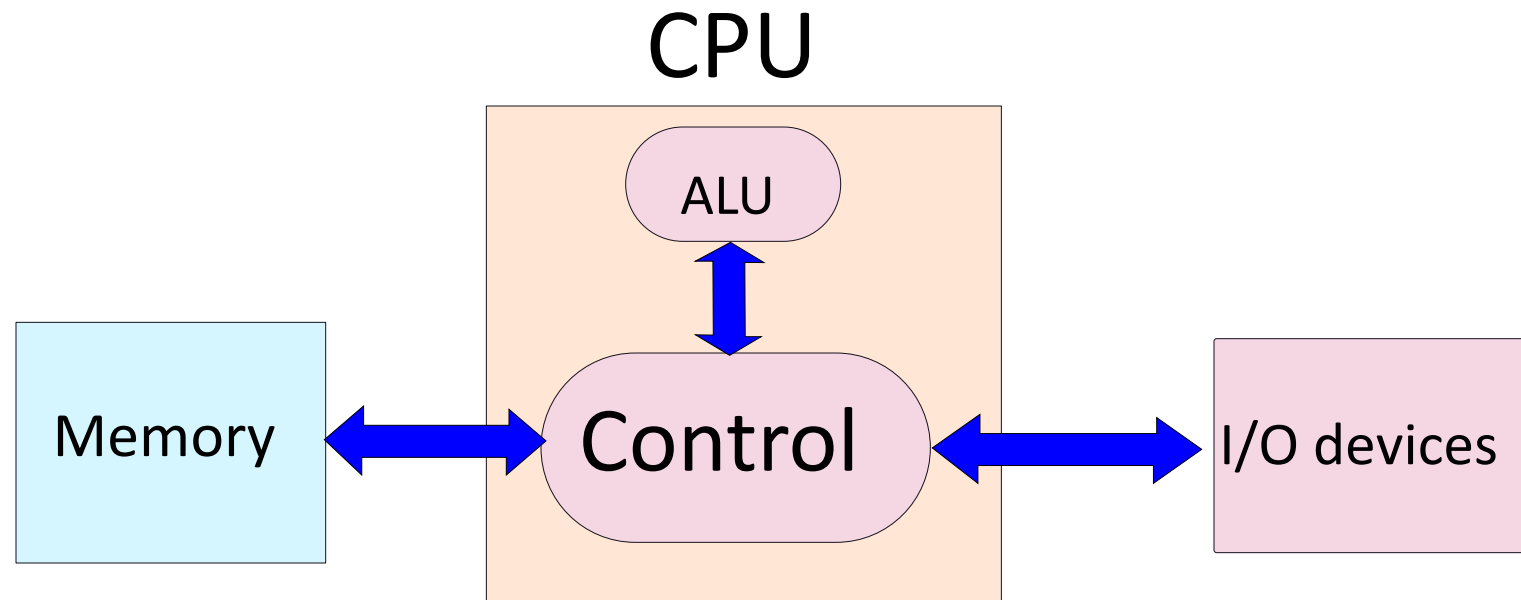 CPU
ALU
Memory
Control
I/O devices